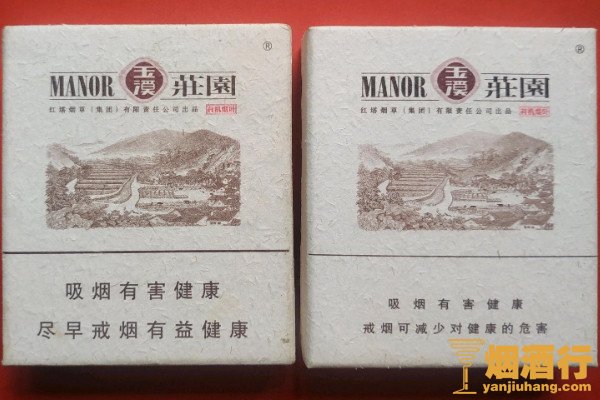 ®
MANOR 玉溪 莊園
红塔烟草(集团)有限责任公司出品 有机烟叶
吸烟有害健康
尽早戒烟有益健康
®
MANOR 玉溪 莊園
红塔烟草(集团)有限责任公司出品 有机烟叶
吸烟有害健康
戒烟可减少对健康的危害
烟酒行
yanjiuhang.com